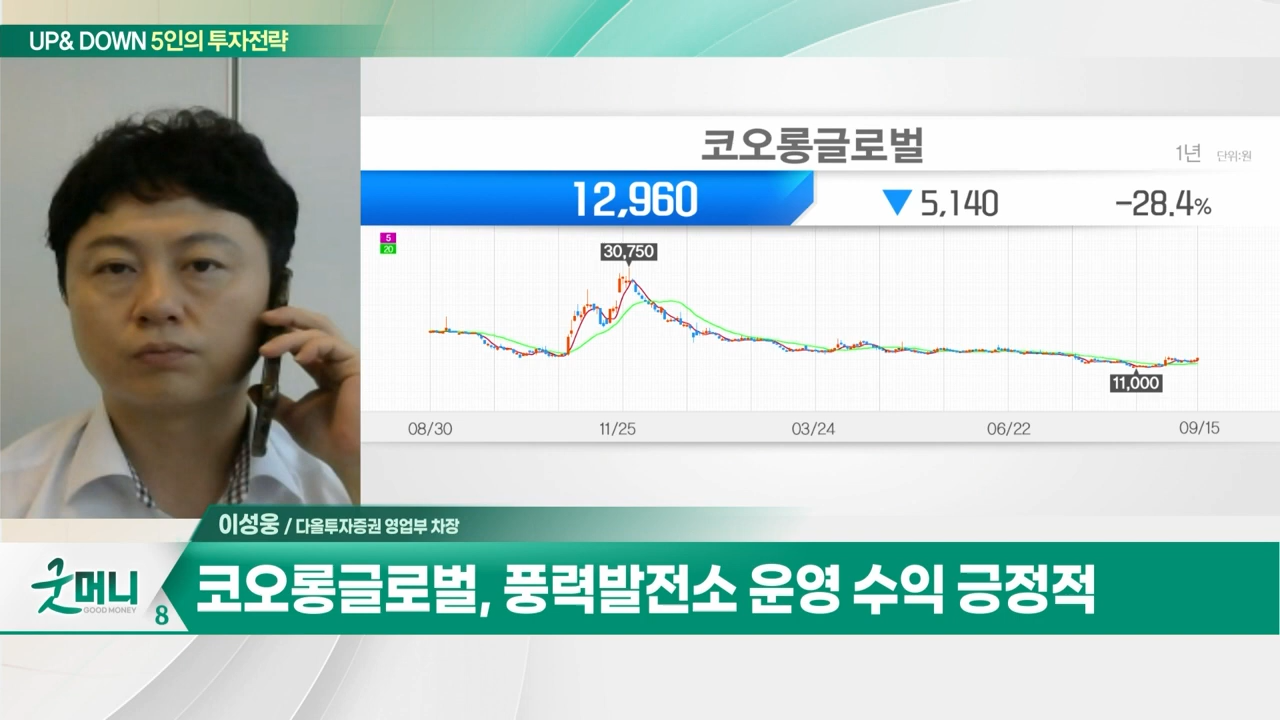 UP& DOWN 5인의 투자전략
코오롱글로벌
1년 단위:원
12,960 ▼ 5,140 -28.4%
5
20
30,750
11,000
08/30 11/25 03/24 06/22 09/15
이성웅 / 다올투자증권 영업부 차장
굿머니
GOOD MONEY
8
코오롱글로벌, 풍력발전소 운영 수익 긍정적